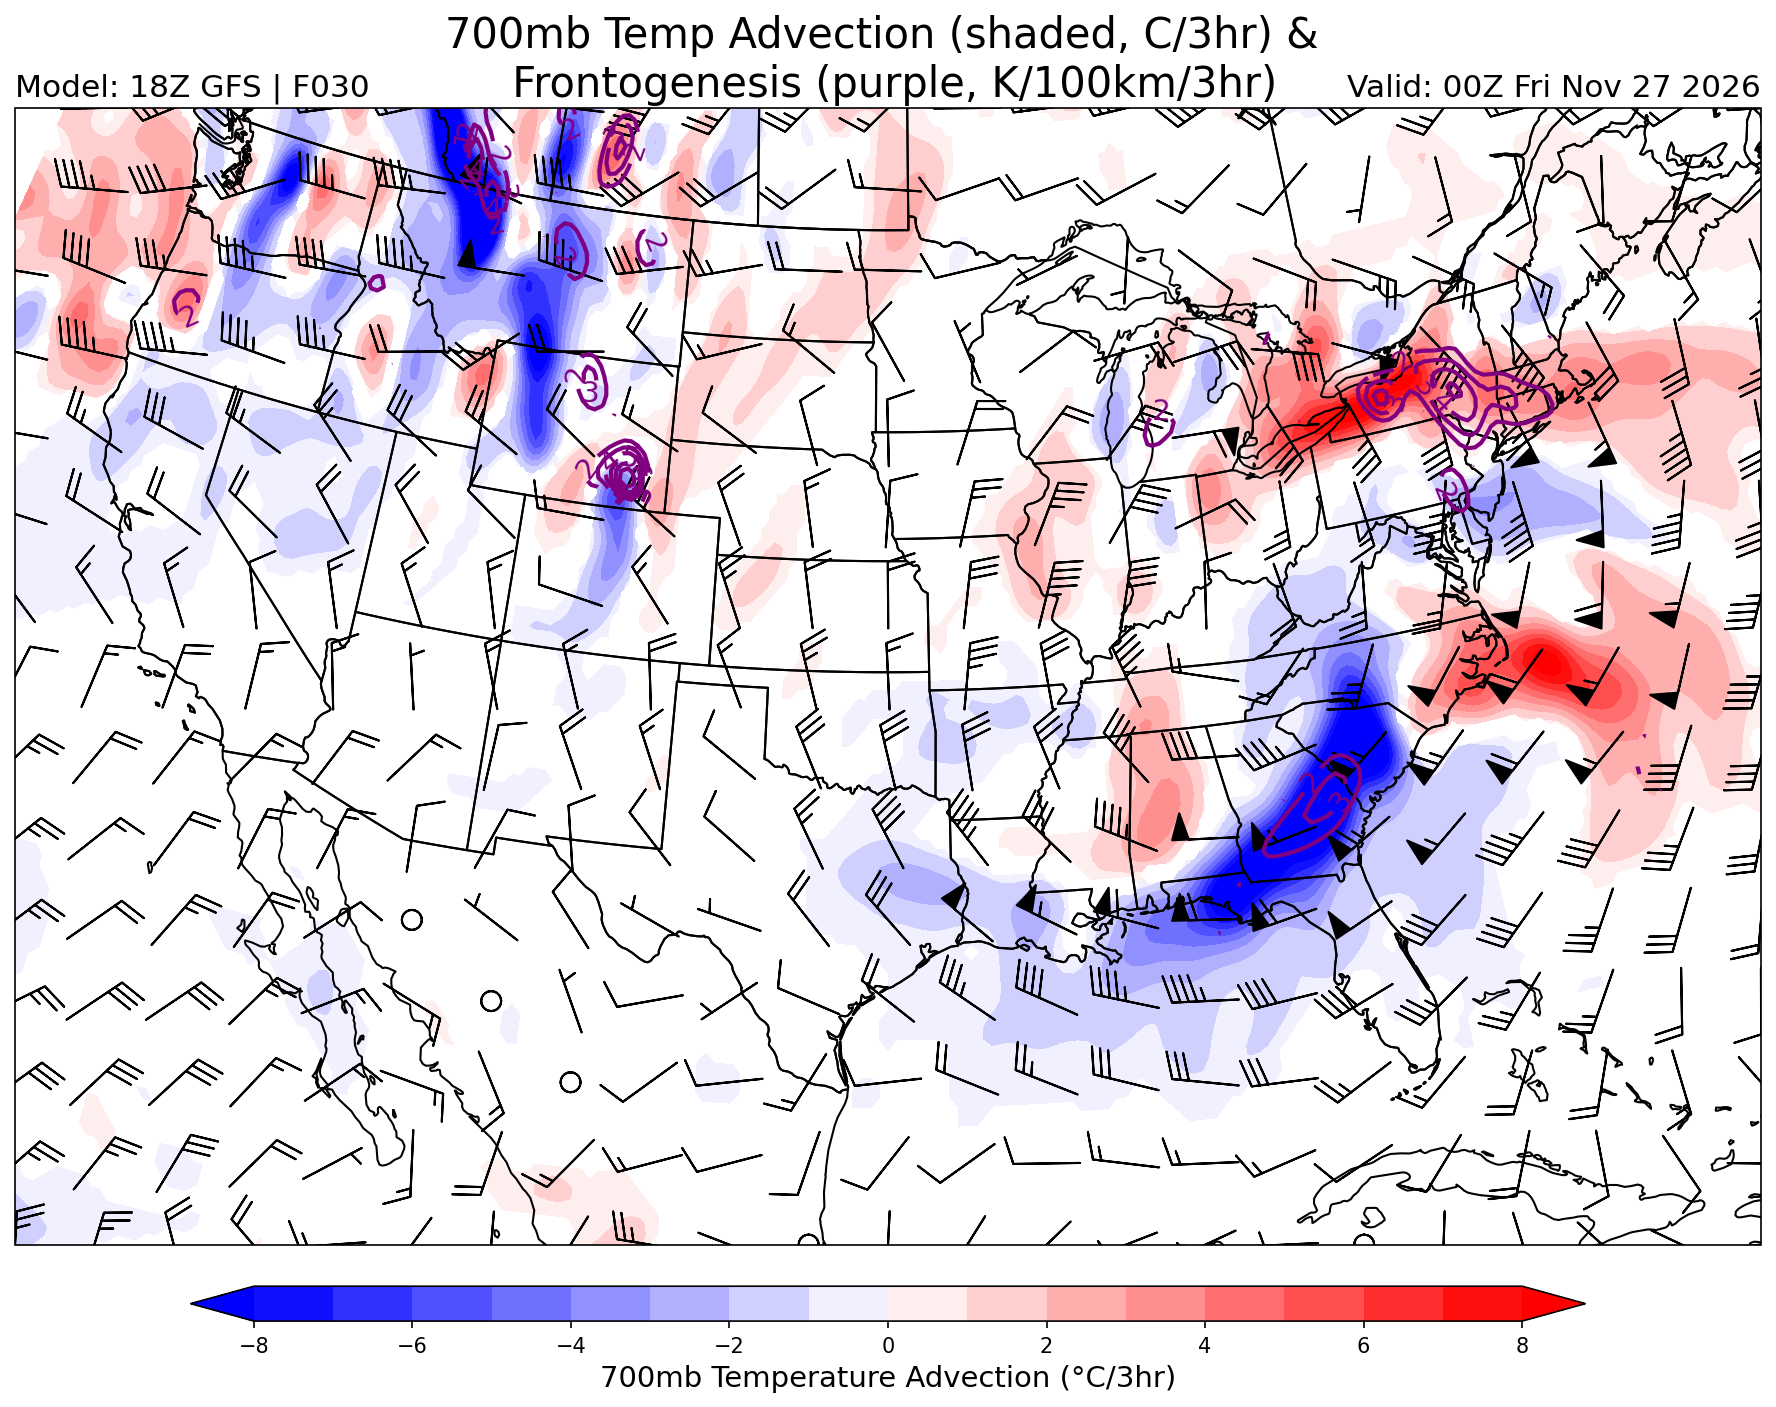 700mb Temp Advection (shaded, C/3hr) &
Model: 18Z GFS | F030
Frontogenesis (purple, K/100km/3hr)
Valid: 00Z Fri Nov 27 2026
−8 −6 −4 −2 0 2 4 6 8
700mb Temperature Advection (°C/3hr)